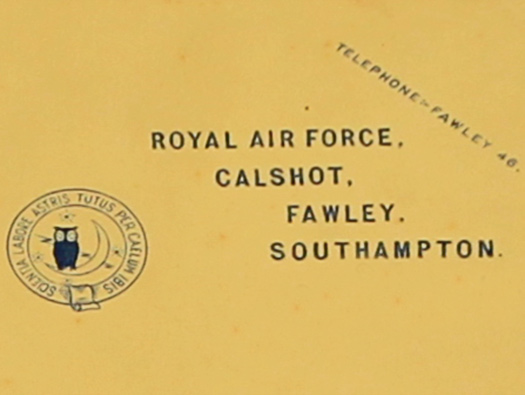 TELEPHONE:- FAWLEY 46.
ROYAL AIR FORCE,
CALSHOT,
FAWLEY.
SOUTHAMPTON.
SCIENTIA LABORE ASTRIS TUTUS PER CAELUM IBIS